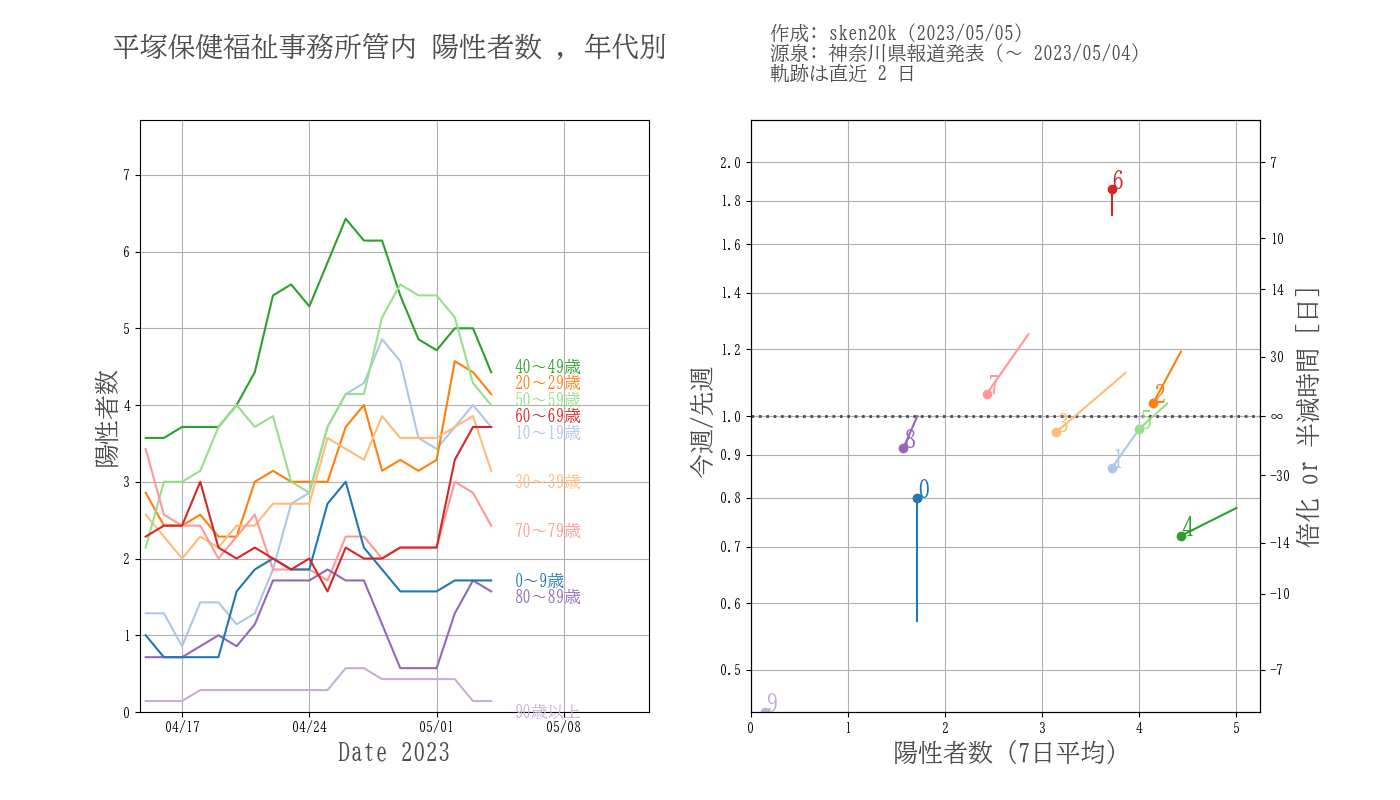 平塚保健福祉事務所管内 陽性者数 , 年代別
作成: sken20k (2023/05/05)
源泉: 神奈川県報道発表 (〜 2023/05/04)
軌跡は直近 2 日
陽性者数
7
6
5
4
3
2
1
0
04/17
04/24
05/01
05/08
Date 2023
40〜49歳
20〜29歳
50〜59歳
60〜69歳
10〜19歳
30〜39歳
70〜79歳
0〜9歳
80〜89歳
90歳以上
今週/先週
2.0
1.8
1.6
1.4
1.2
1.0
0.9
0.8
0.7
0.6
0.5
6
7
2
3
5
8
1
0
4
9
0
1
2
3
4
5
陽性者数 (7日平均)
7
10
14
30
∞
-30
-14
-10
-7
倍化 or 半減時間 [日]